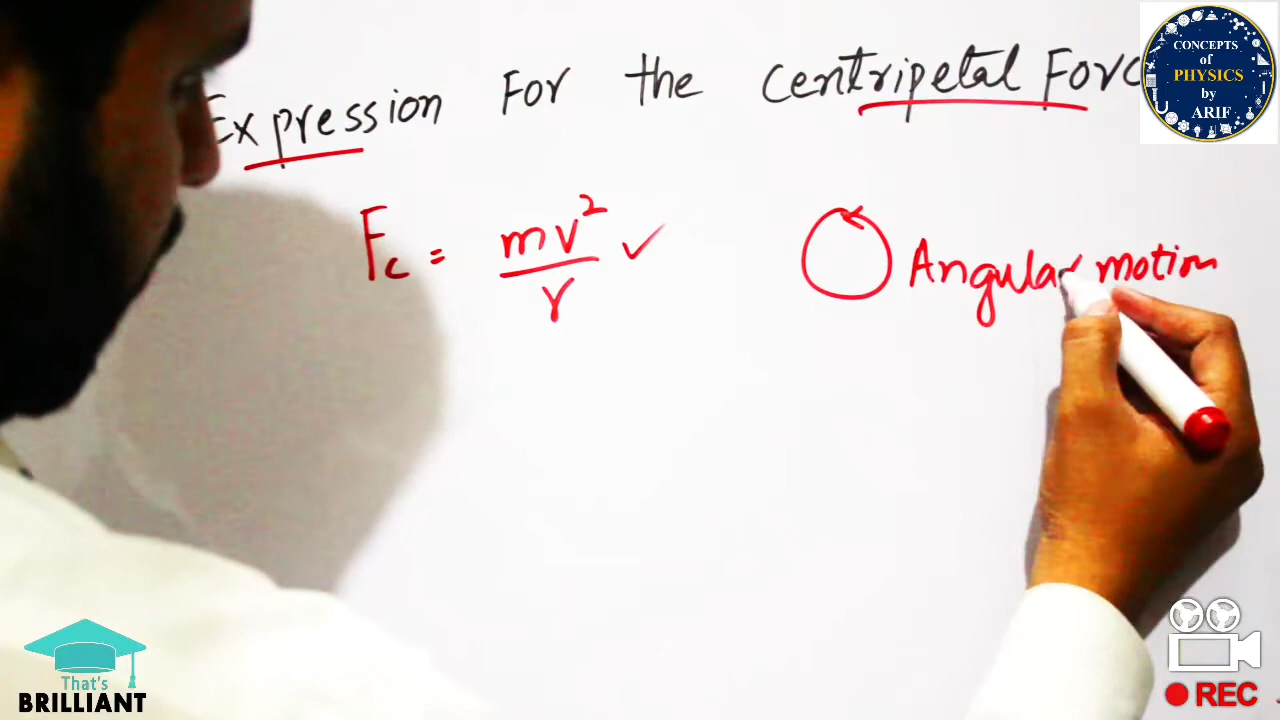 Expression For the Centripetal Forc
CONCEPTS
of
PHYSICS
by
ARIF
Fc = mv²/r ✓
Angular motion
That's
BRILLIANT
REC